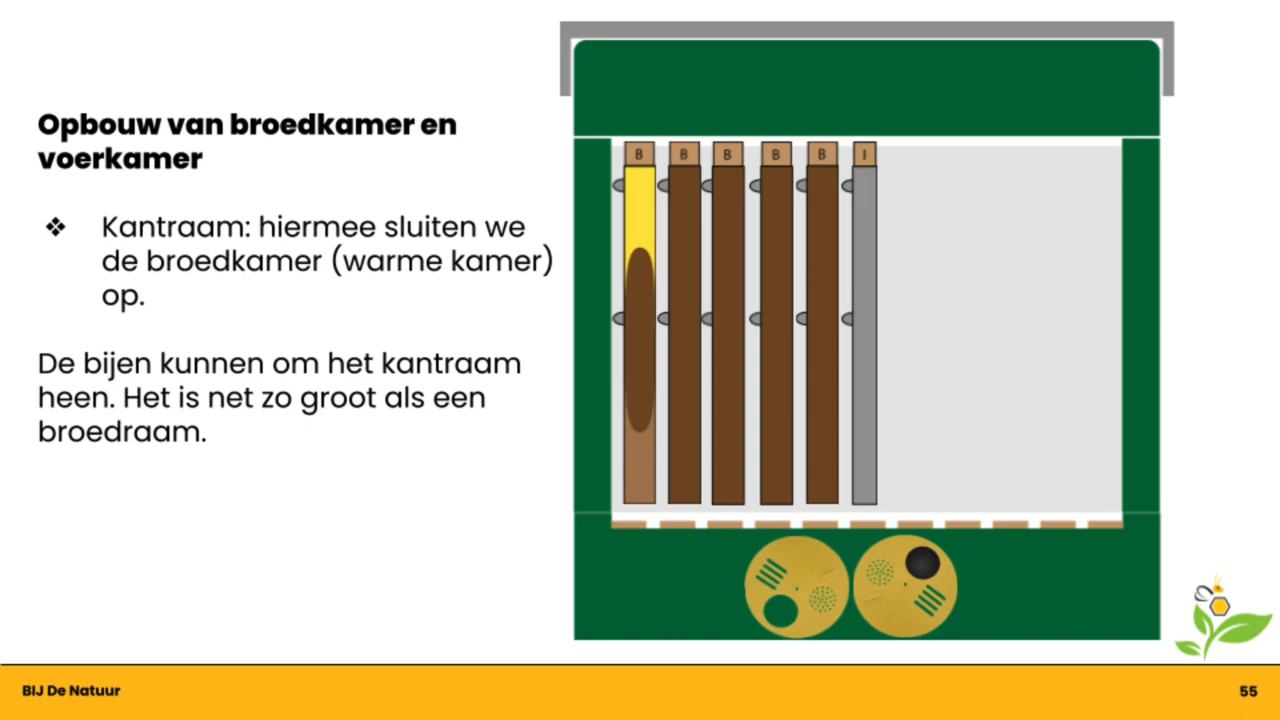 Opbouw van broedkamer en
voerkamer
❖ Kantraam: hiermee sluiten we
de broedkamer (warme kamer)
op.
De bijen kunnen om het kantraam
heen. Het is net zo groot als een
broedraam.
B B B B B I
BIJ De Natuur
55